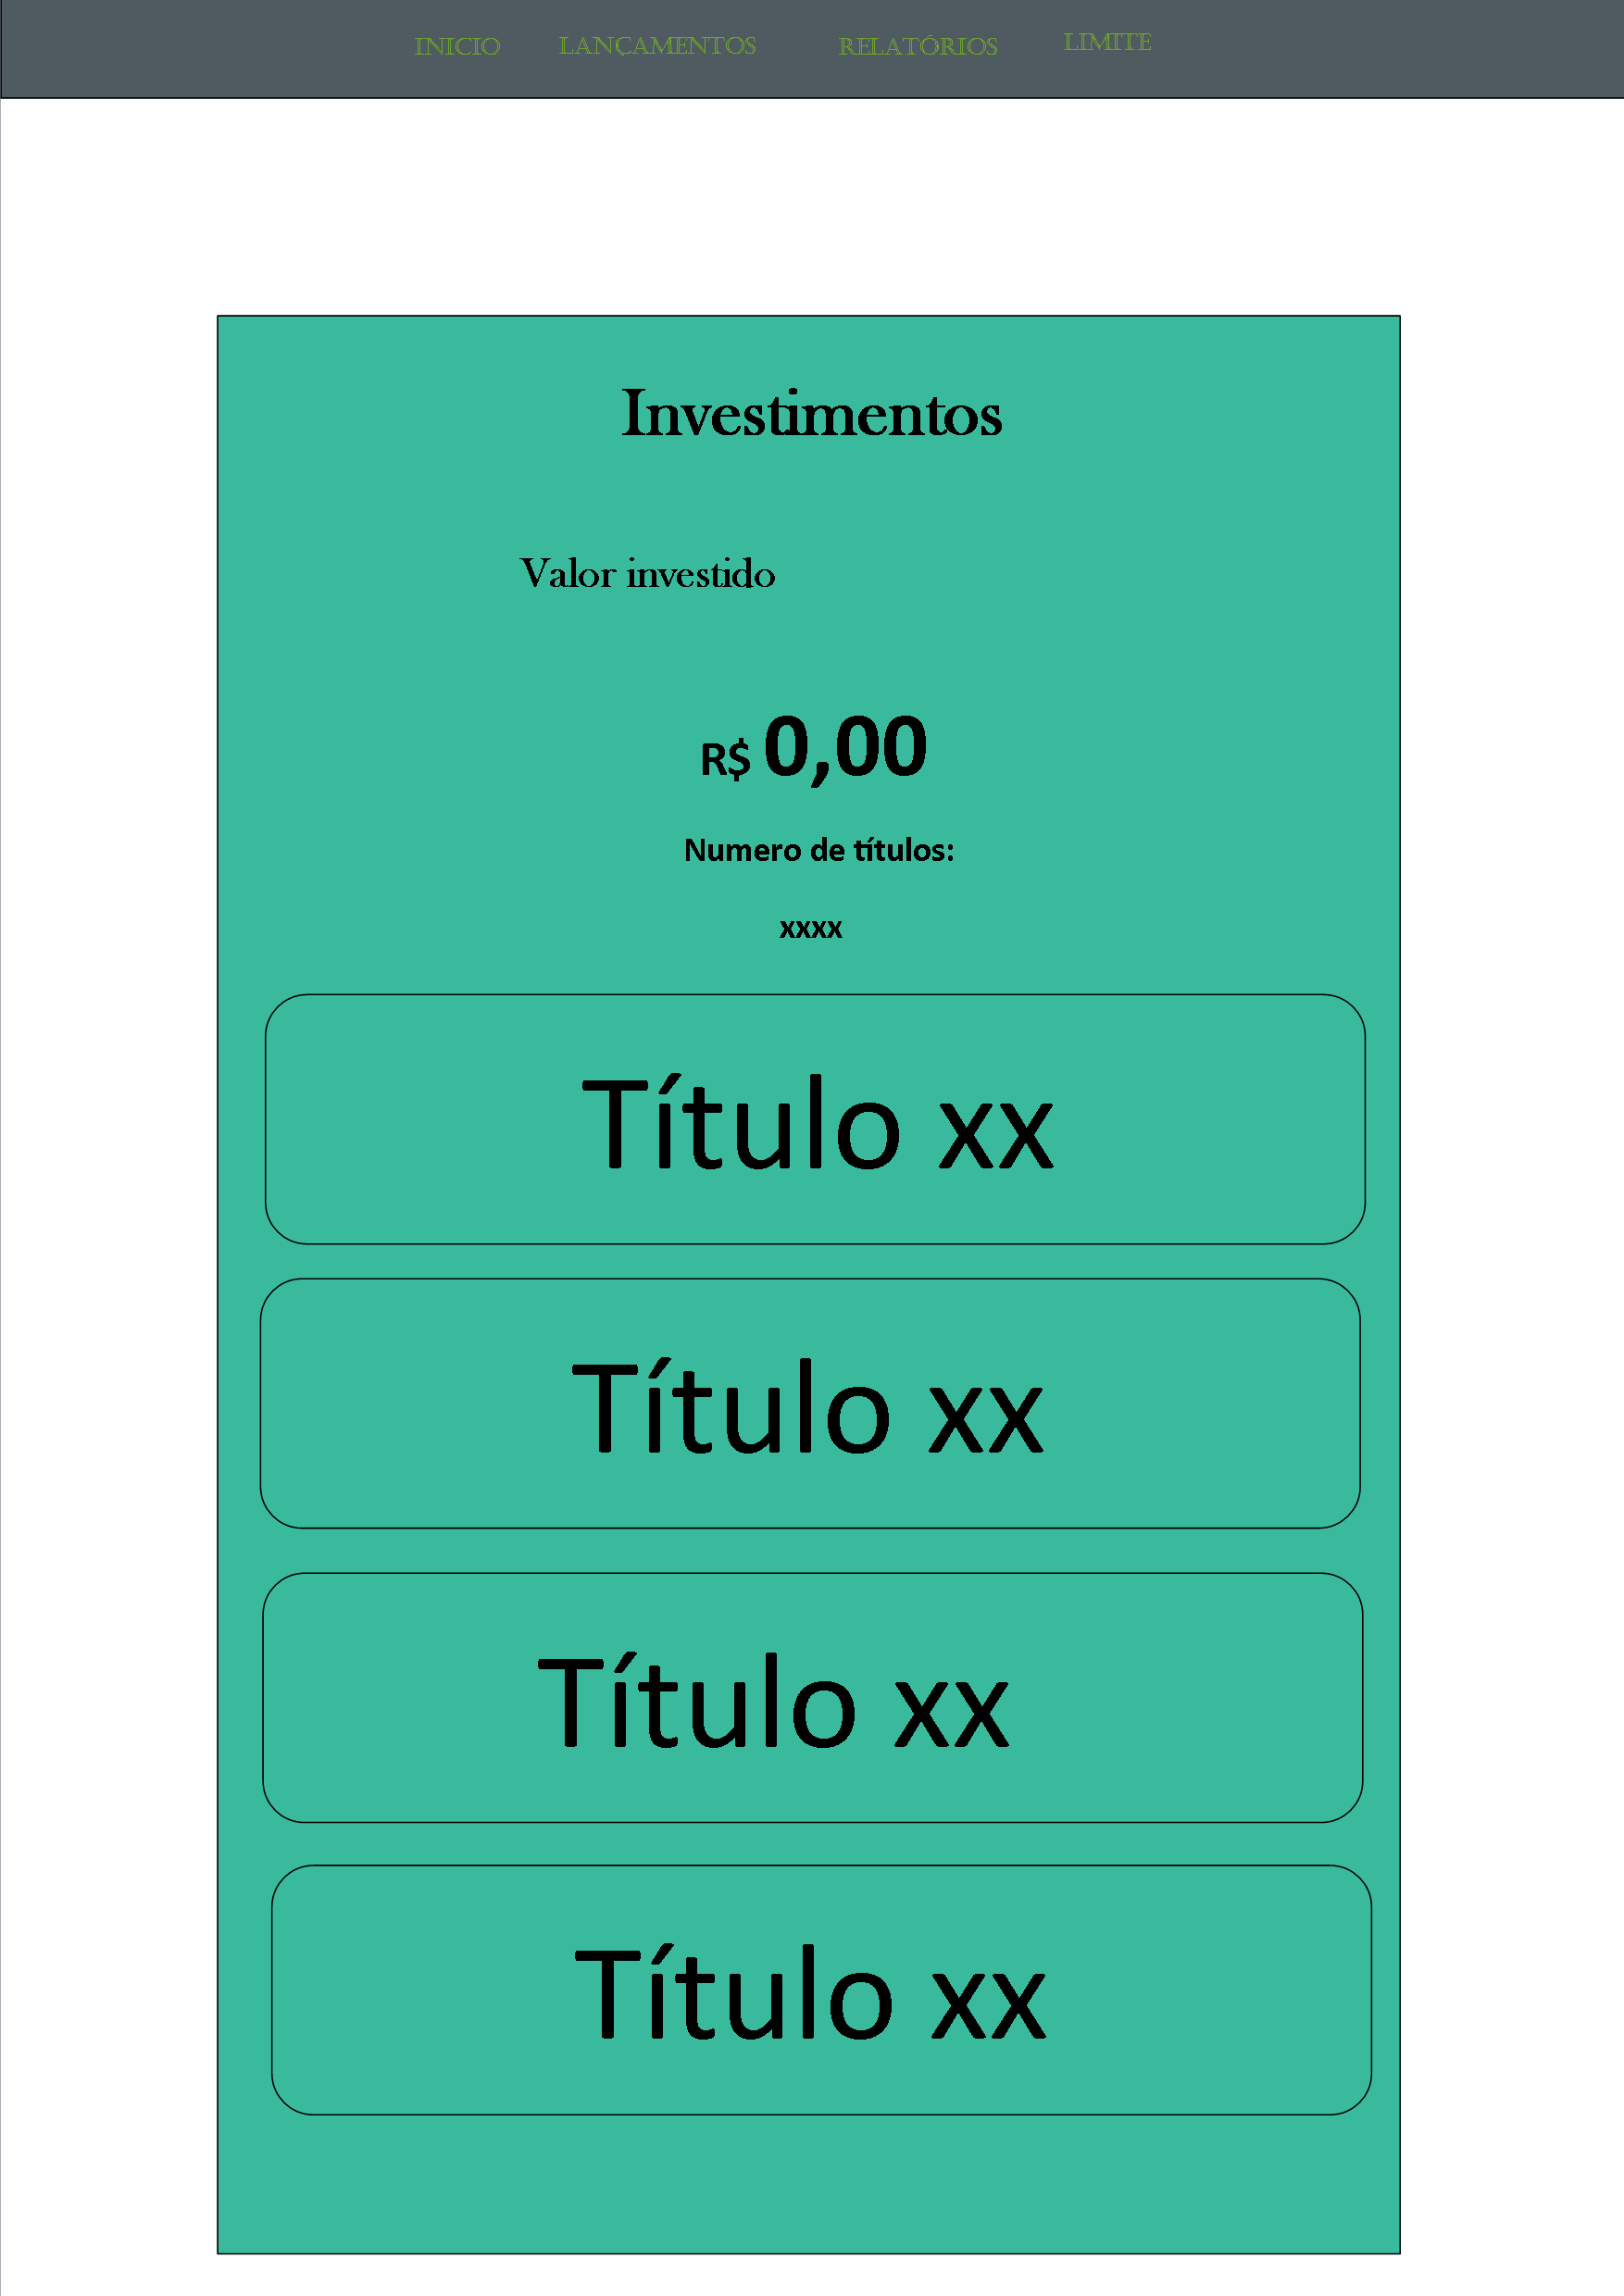 INICIO LANÇAMENTOS RELATÓRIOS LIMITE
Investimentos
Valor investido
R$ 0,00
Numero de títulos:
xxxx
Título xx
Título xx
Título xx
Título xx